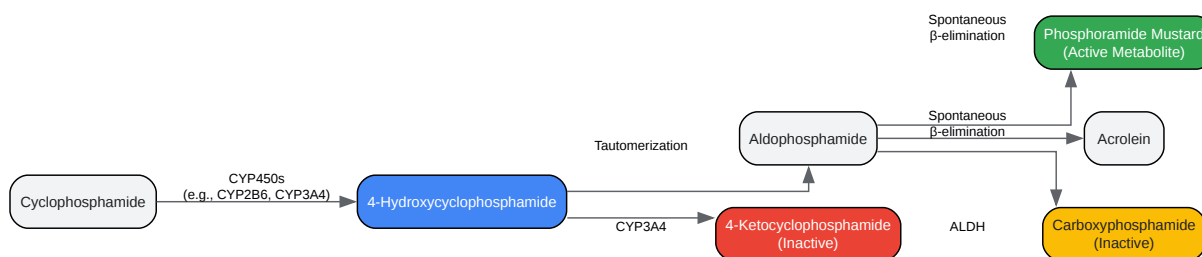 Spontaneous
β-elimination
Phosphoramide Mustard
(Active Metabolite)
Aldophosphamide
Spontaneous
β-elimination
Acrolein
Tautomerization
Cyclophosphamide
CYP450s
(e.g., CYP2B6, CYP3A4)
4-Hydroxycyclophosphamide
CYP3A4
4-Ketocyclophosphamide
(Inactive)
ALDH
Carboxyphosphamide
(Inactive)